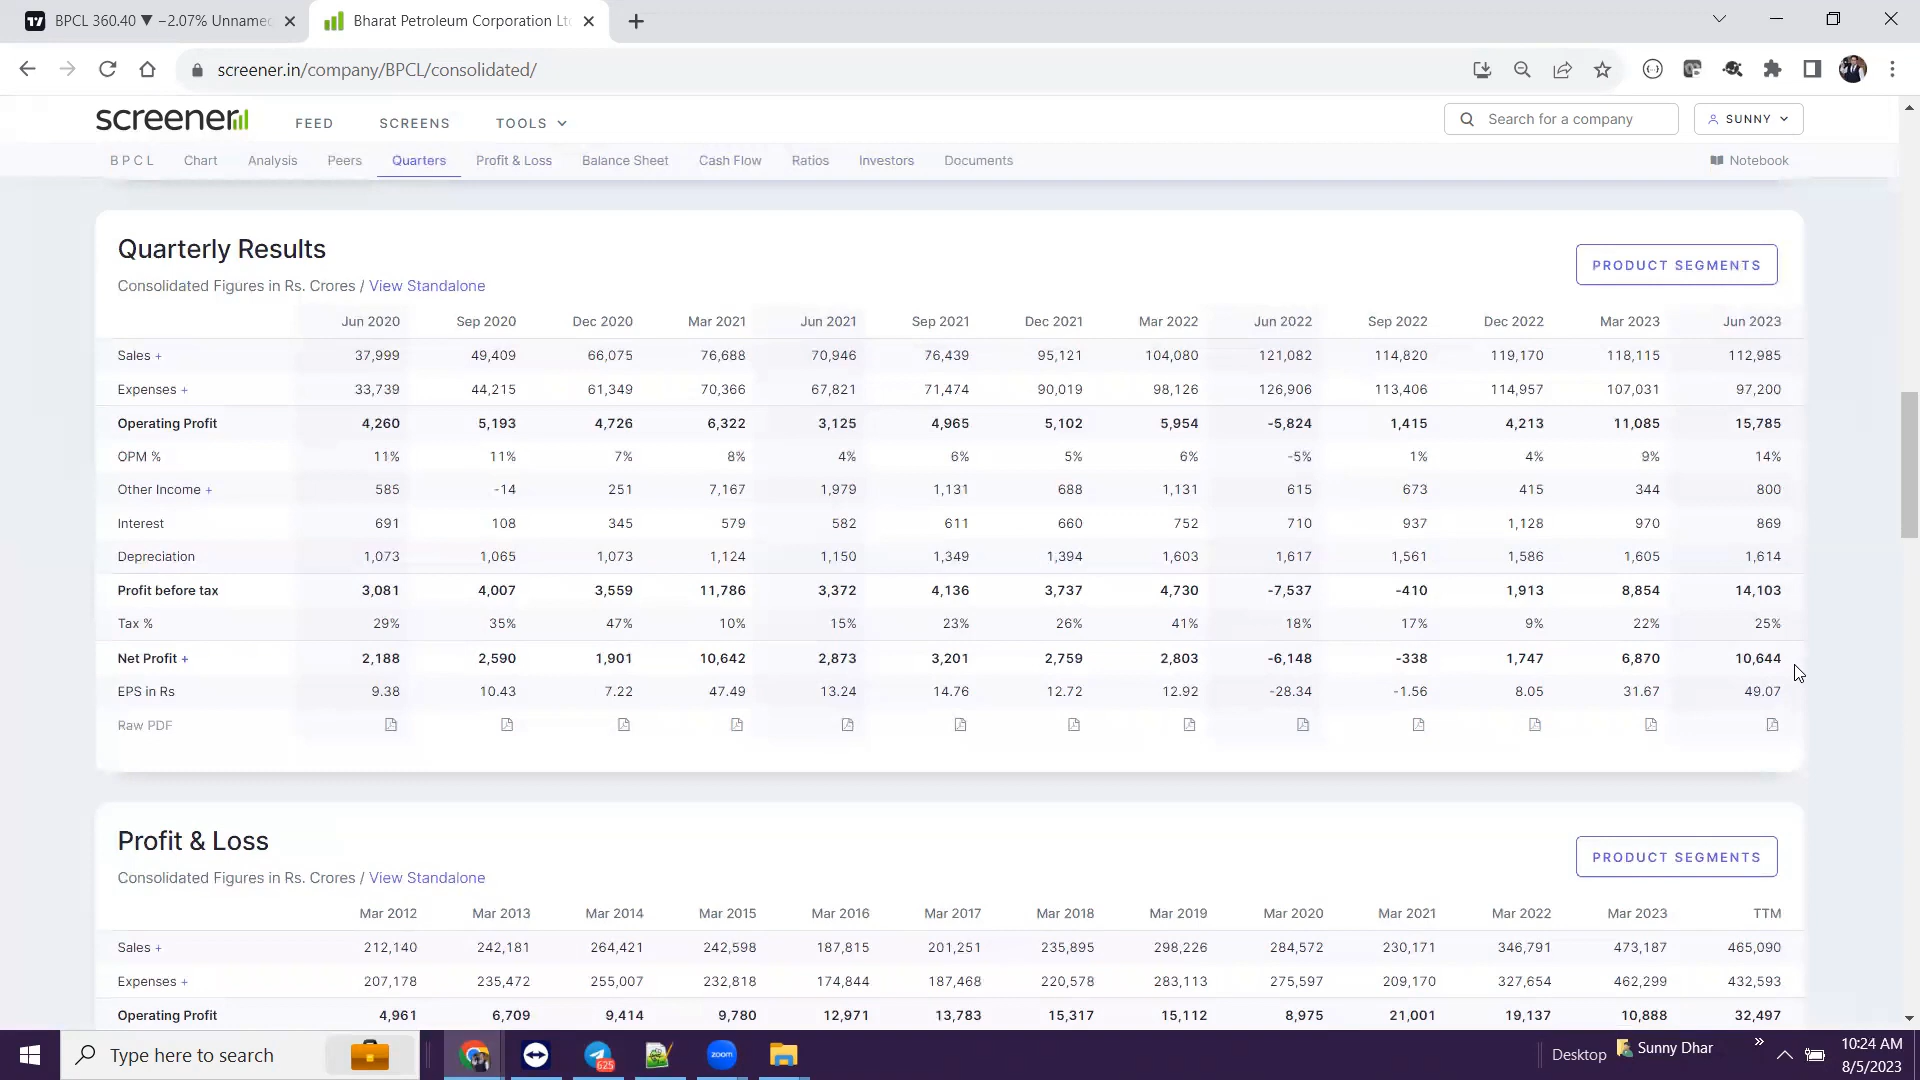 BPCL 360.40 ▼ −2.07% Unname
Bharat Petroleum Corporation Lt
screener.in/company/BPCL/consolidated/
screener
FEED
SCREENS
TOOLS
Search for a company
SUNNY
B P C L
Chart
Analysis
Peers
Quarters
Profit & Loss
Balance Sheet
Cash Flow
Ratios
Investors
Documents
Notebook
Quarterly Results
PRODUCT SEGMENTS
Consolidated Figures in Rs. Crores / View Standalone
Jun 2020 Sep 2020 Dec 2020 Mar 2021 Jun 2021 Sep 2021 Dec 2021 Mar 2022 Jun 2022 Sep 2022 Dec 2022 Mar 2023 Jun 2023
Sales + 37,999 49,409 66,075 76,688 70,946 76,439 95,121 104,080 121,082 114,820 119,170 118,115 112,985
Expenses + 33,739 44,215 61,349 70,366 67,821 71,474 90,019 98,126 126,906 113,406 114,957 107,031 97,200
Operating Profit 4,260 5,193 4,726 6,322 3,125 4,965 5,102 5,954 -5,824 1,415 4,213 11,085 15,785
OPM % 11% 11% 7% 8% 4% 6% 5% 6% -5% 1% 4% 9% 14%
Other Income + 585 -14 251 7,167 1,979 1,131 688 1,131 615 673 415 344 800
Interest 691 108 345 579 582 611 660 752 710 937 1,128 970 869
Depreciation 1,073 1,065 1,073 1,124 1,150 1,349 1,394 1,603 1,617 1,561 1,586 1,605 1,614
Profit before tax 3,081 4,007 3,559 11,786 3,372 4,136 3,737 4,730 -7,537 -410 1,913 8,854 14,103
Tax % 29% 35% 47% 10% 15% 23% 26% 41% 18% 17% 9% 22% 25%
Net Profit + 2,188 2,590 1,901 10,642 2,873 3,201 2,759 2,803 -6,148 -338 1,747 6,870 10,644
EPS in Rs 9.38 10.43 7.22 47.49 13.24 14.76 12.72 12.92 -28.34 -1.56 8.05 31.67 49.07
Raw PDF
Profit & Loss
PRODUCT SEGMENTS
Consolidated Figures in Rs. Crores / View Standalone
Mar 2012 Mar 2013 Mar 2014 Mar 2015 Mar 2016 Mar 2017 Mar 2018 Mar 2019 Mar 2020 Mar 2021 Mar 2022 Mar 2023 TTM
Sales + 212,140 242,181 264,421 242,598 187,815 201,251 235,895 298,226 284,572 230,171 346,791 473,187 465,090
Expenses + 207,178 235,472 255,007 232,818 174,844 187,468 220,578 283,113 275,597 209,170 327,654 462,299 432,593
Operating Profit 4,961 6,709 9,414 9,780 12,971 13,783 15,317 15,112 8,975 21,001 19,137 10,888 32,497
Type here to search
625
zoom
Desktop
Sunny Dhar
10:24 AM
8/5/2023